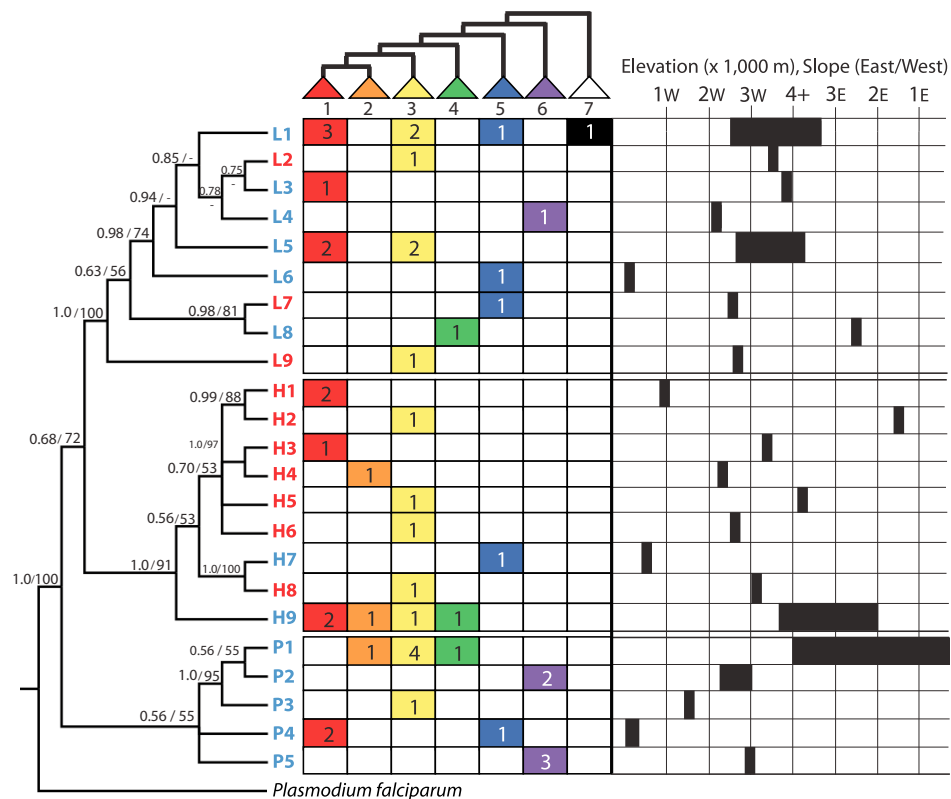 Elevation (x 1,000 m), Slope (East/West)
1W 2W 3W 4+ 3E 2E 1E
1 2 3 4 5 6 7
L1 3 2 1 1
0.85 / -
L2 1
0.75
-
L3 1
0.78
-
0.94 / -
L4 1
0.98 / 74
L5 2 2
0.63 / 56
L6 1
L7 1
1.0/100
0.98 / 81
L8 1
L9 1
H1 2
0.99 / 88
H2 1
0.68 / 72
1.0/97
H3 1
0.70 / 53
H4 1
H5 1
0.56/53
H6 1
H7 1
1.0/91
1.0/100
1.0/100
H8 1
H9 2 1 1 1
P1 1 4 1
0.56 / 55
P2 2
1.0/95
P3 1
0.56 / 55
P4 2 1
P5 3
Plasmodium falciparum